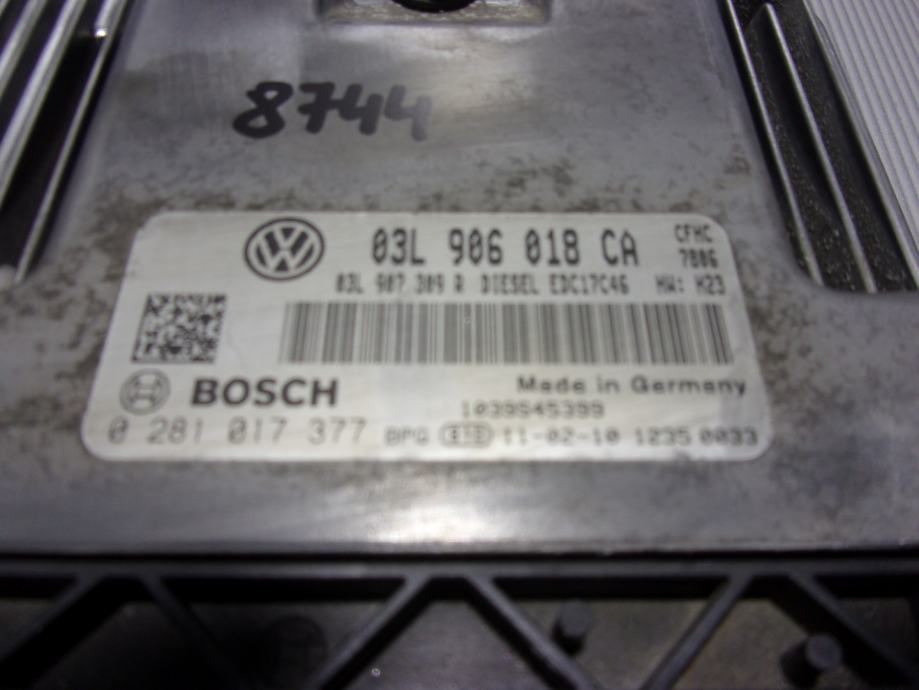 8744
03L 906 018 CA
CFHC
7806
03L 907 309 R DIESEL EDC17C46 HW: H23
BOSCH
Made in Germany
1039S45399
0 281 017 377
BPG 11-02-10 1235 0033